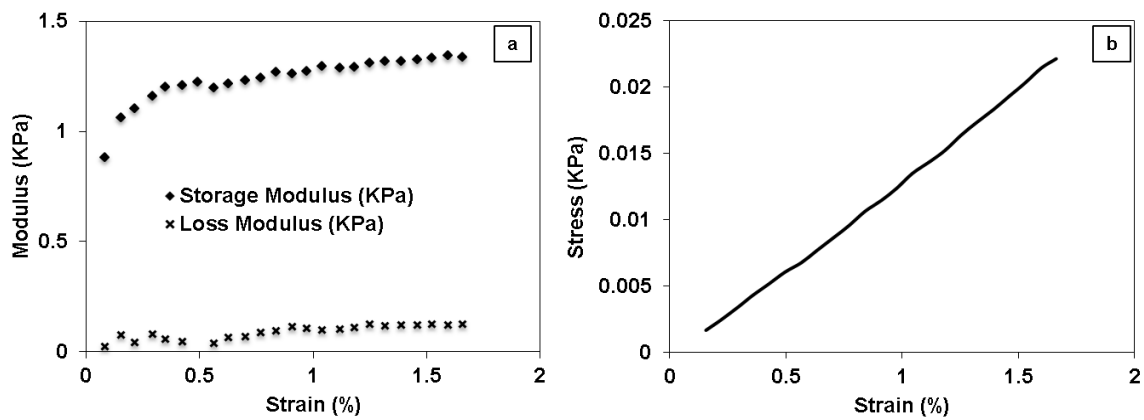 1.5
1
0.5
0
Modulus (KPa)
0
0.5
1
1.5
2
Strain (%)
a
Storage Modulus (KPa)
Loss Modulus (KPa)
0.025
0.02
0.015
0.01
0.005
0
Stress (KPa)
0
0.5
1
1.5
2
Strain (%)
b